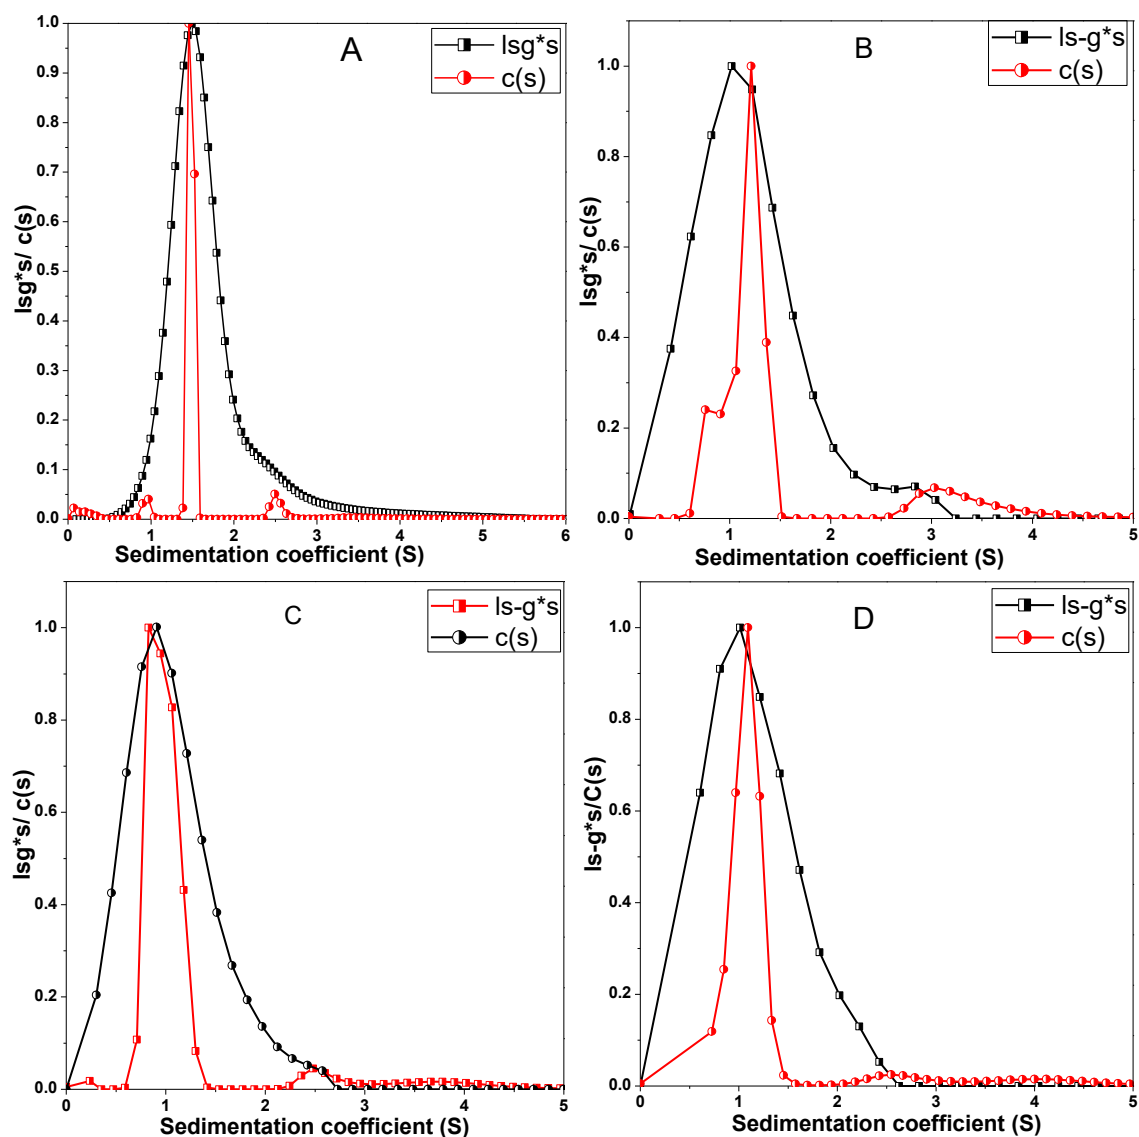 A
lsg*s
c(s)
lsg*s/ c(s)
1.0
0.9
0.8
0.7
0.6
0.5
0.4
0.3
0.2
0.1
0.0
0 1 2 3 4 5 6
Sedimentation coefficient (S)
B
ls-g*s
c(s)
lsg*s/ c(s)
1.0
0.8
0.6
0.4
0.2
0.0
0 1 2 3 4 5
Sedimentation coefficient (S)
C
ls-g*s
c(s)
lsg*s/ c(s)
1.0
0.8
0.6
0.4
0.2
0.0
0 1 2 3 4 5
Sedimentation coefficient (S)
D
ls-g*s
c(s)
ls-g*s/C(s)
1.0
0.8
0.6
0.4
0.2
0.0
0 1 2 3 4 5
Sedimentation coefficient (S)